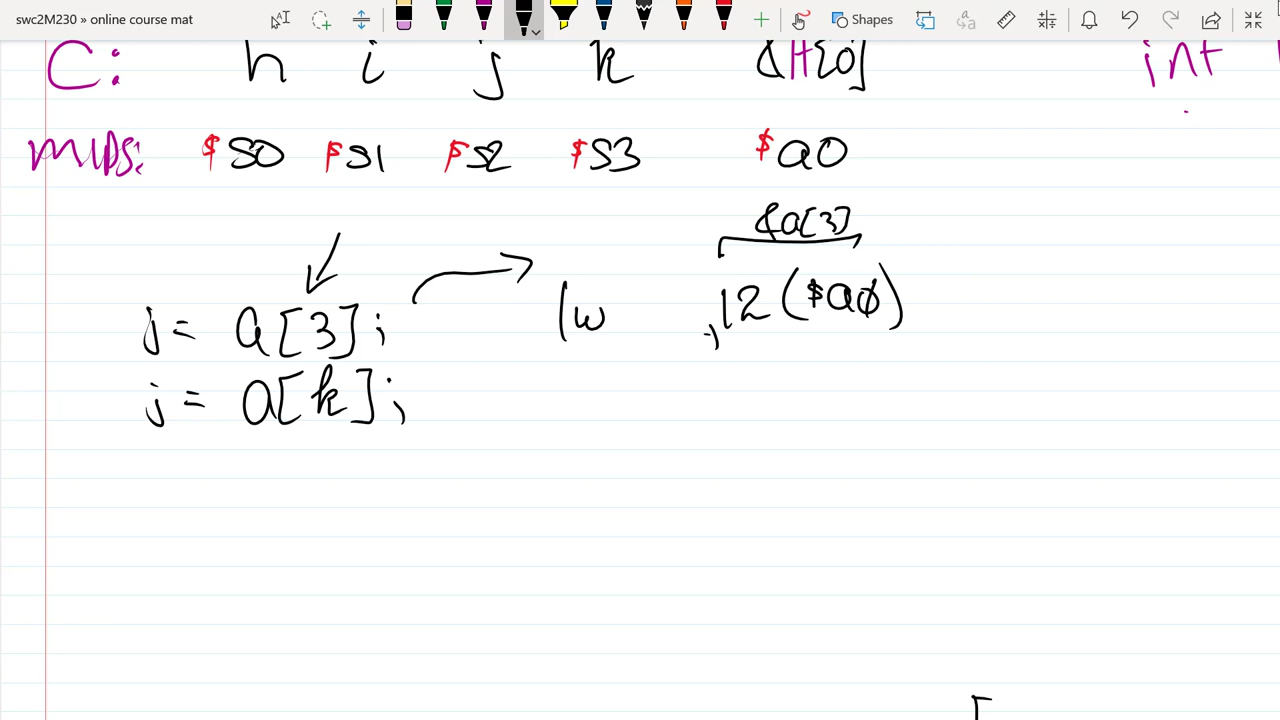 swc2M230 » online course mat
Shapes
C: h i j k &H[0] int
MIPS: $S0 $S1 $S2 $S3 $a0
&a[3]
j = a[3]; lw , 12($a0)
j = a[k];